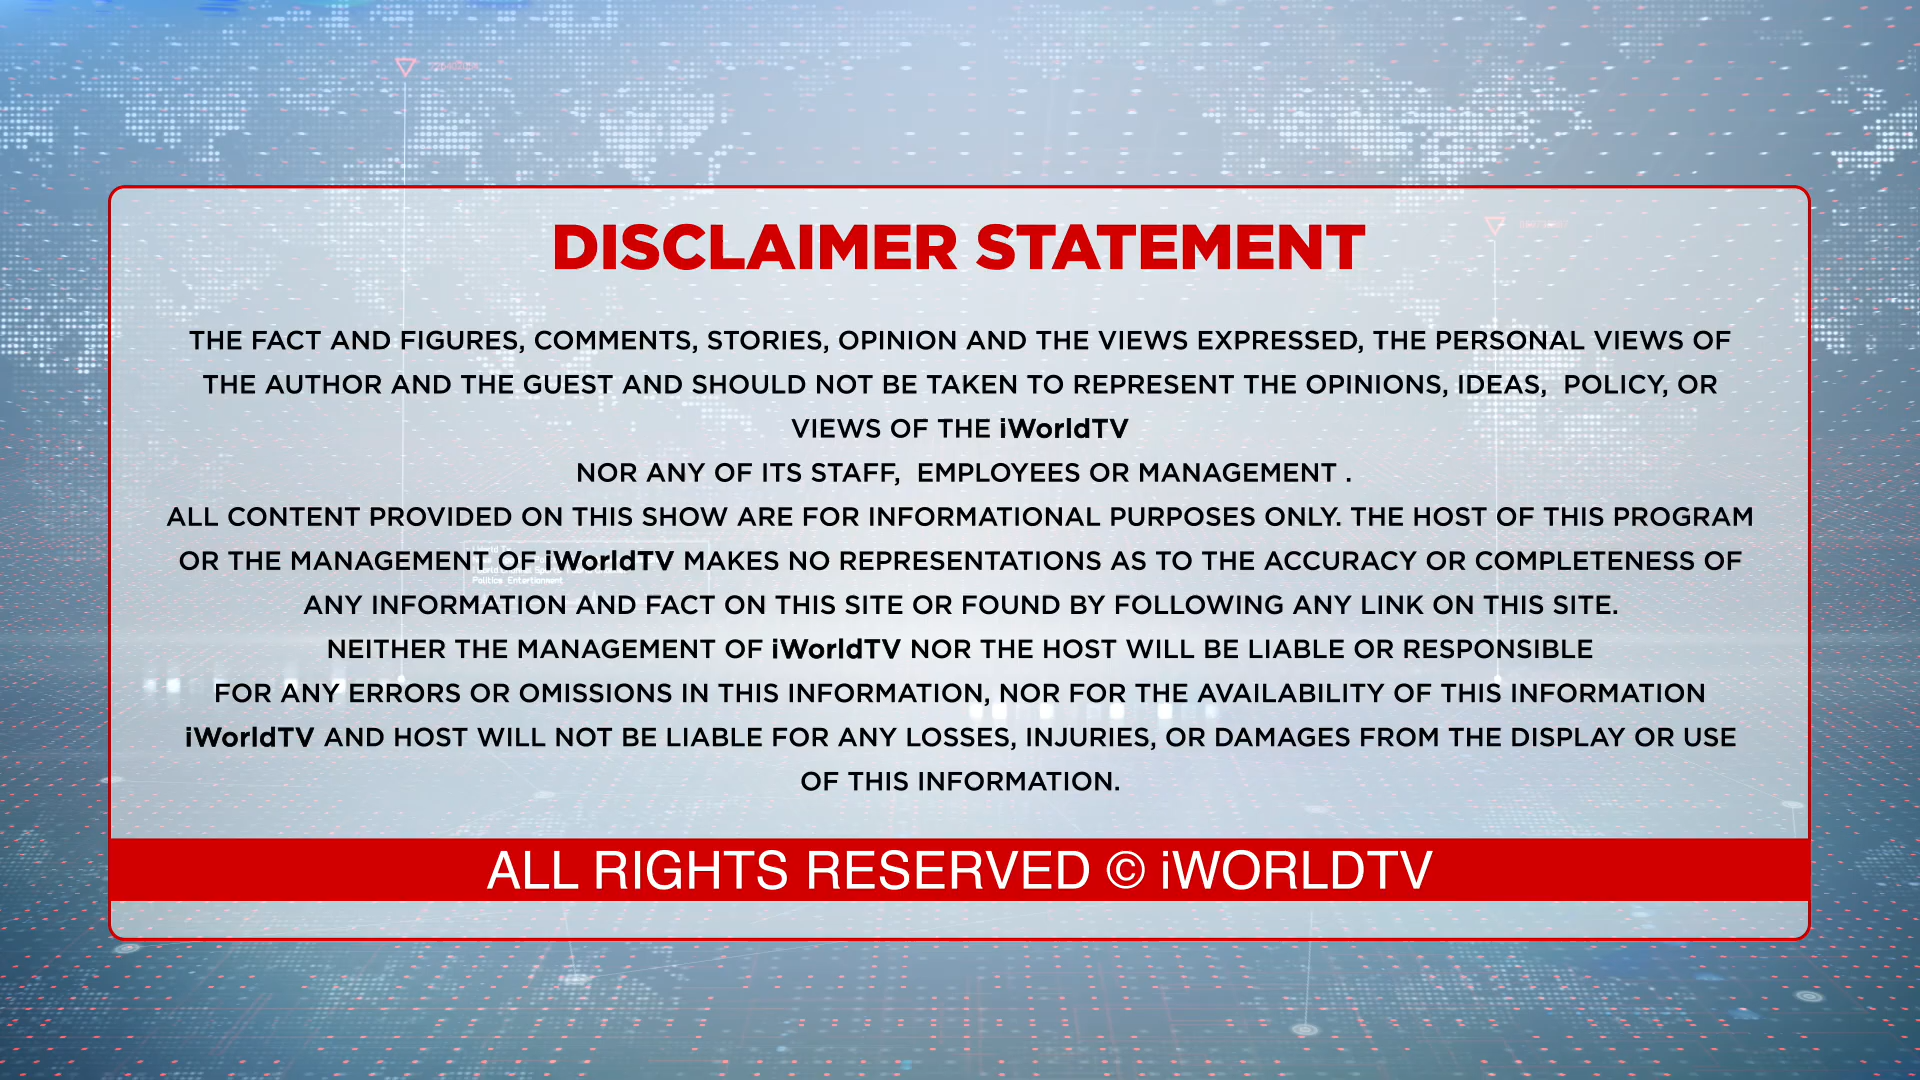 DISCLAIMER STATEMENT
THE FACT AND FIGURES, COMMENTS, STORIES, OPINION AND THE VIEWS EXPRESSED, THE PERSONAL VIEWS OF
THE AUTHOR AND THE GUEST AND SHOULD NOT BE TAKEN TO REPRESENT THE OPINIONS, IDEAS, POLICY, OR
VIEWS OF THE iWorldTV
NOR ANY OF ITS STAFF, EMPLOYEES OR MANAGEMENT .
ALL CONTENT PROVIDED ON THIS SHOW ARE FOR INFORMATIONAL PURPOSES ONLY. THE HOST OF THIS PROGRAM
OR THE MANAGEMENT OF iWorldTV MAKES NO REPRESENTATIONS AS TO THE ACCURACY OR COMPLETENESS OF
Politics Entertionment
ANY INFORMATION AND FACT ON THIS SITE OR FOUND BY FOLLOWING ANY LINK ON THIS SITE.
NEITHER THE MANAGEMENT OF iWorldTV NOR THE HOST WILL BE LIABLE OR RESPONSIBLE
FOR ANY ERRORS OR OMISSIONS IN THIS INFORMATION, NOR FOR THE AVAILABILITY OF THIS INFORMATION
iWorldTV AND HOST WILL NOT BE LIABLE FOR ANY LOSSES, INJURIES, OR DAMAGES FROM THE DISPLAY OR USE
OF THIS INFORMATION.
ALL RIGHTS RESERVED © iWORLDTV